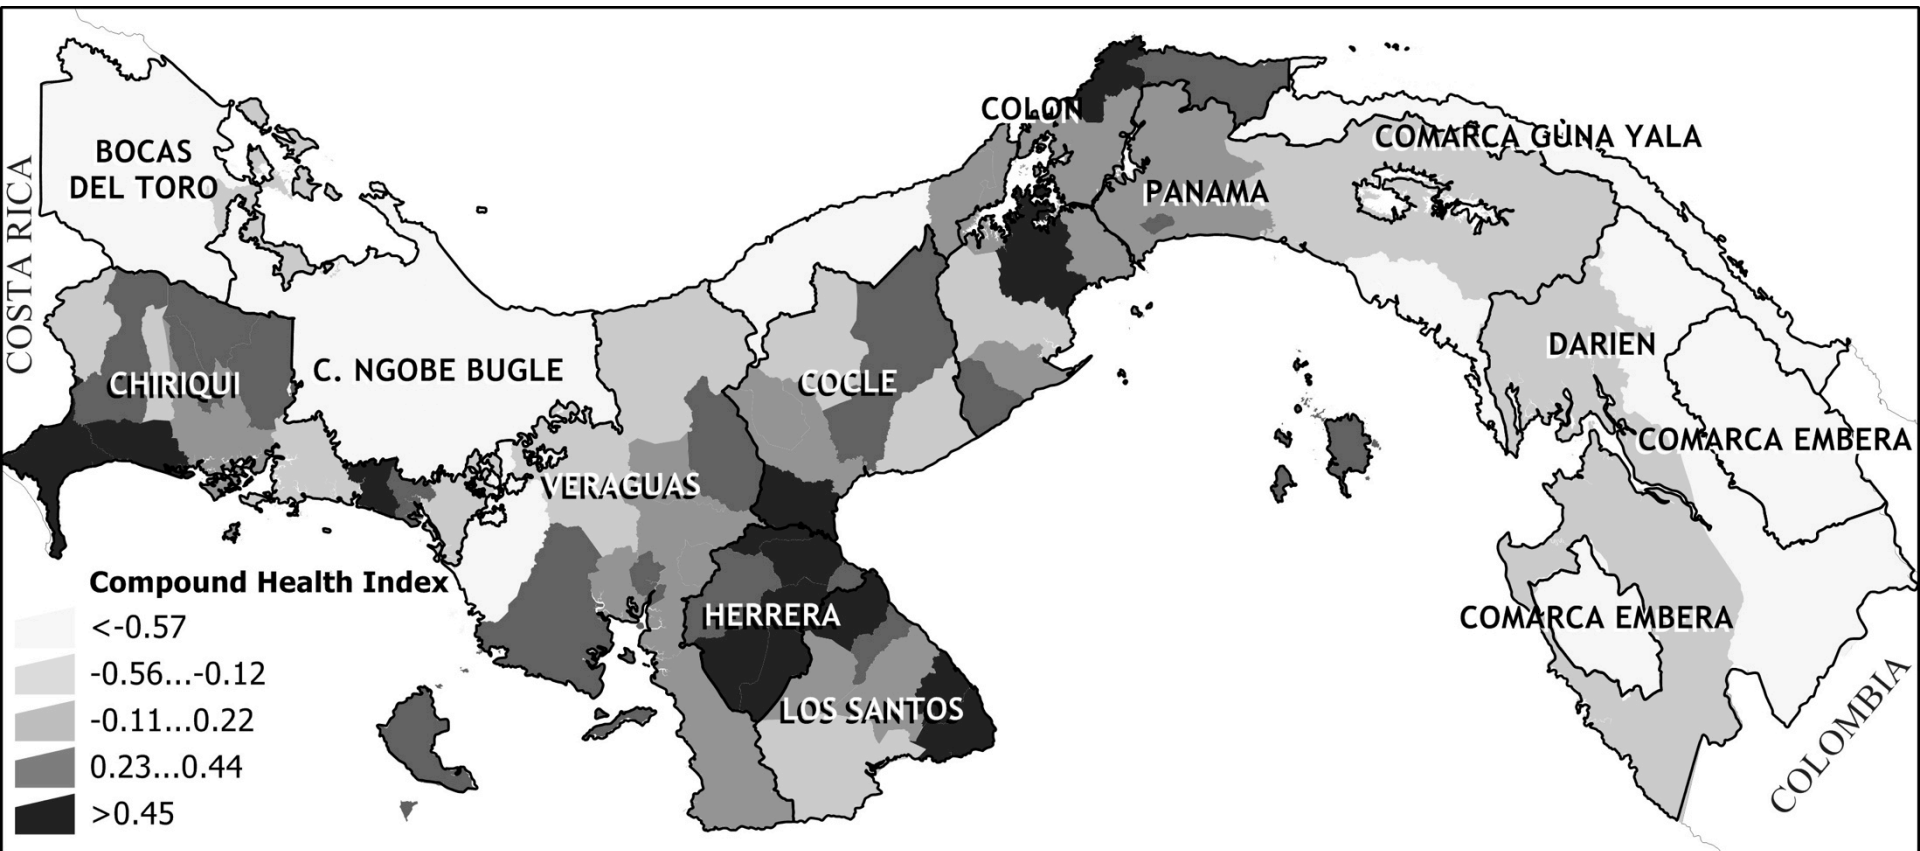 COLON
COMARCA GUNA YALA
BOCAS
DEL TORO
PANAMA
COSTA RICA
DARIEN
C. NGOBE BUGLE
CHIRIQUI
COCLE
COMARCA EMBERA
VERAGUAS
HERRERA
COMARCA EMBERA
LOS SANTOS
COLOMBIA
Compound Health Index
<-0.57
-0.56...-0.12
-0.11...0.22
0.23...0.44
>0.45